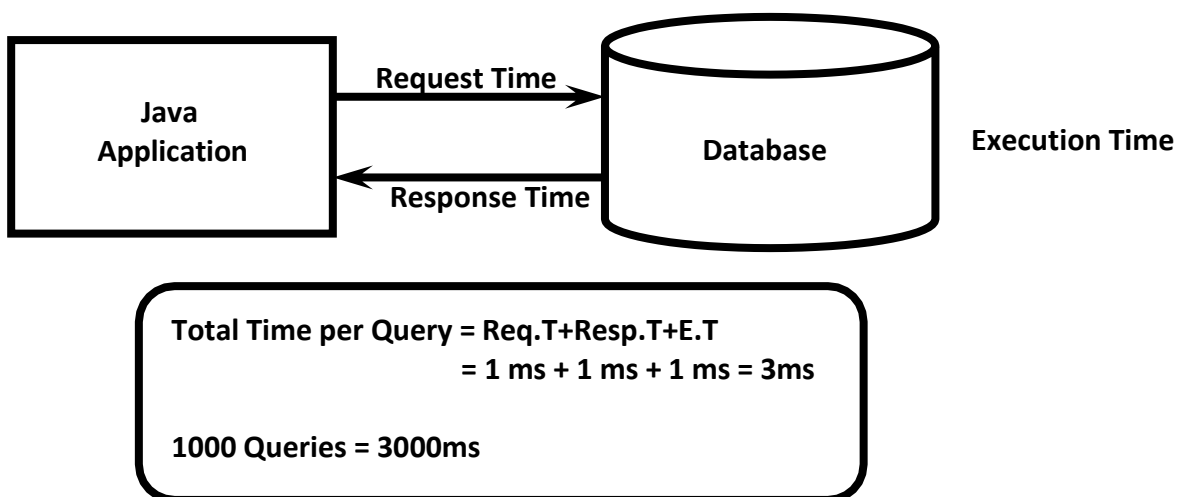 Java
Application
Request Time
Response Time
Database
Execution Time
Total Time per Query = Req.T+Resp.T+E.T
= 1 ms + 1 ms + 1 ms = 3ms
1000 Queries = 3000ms